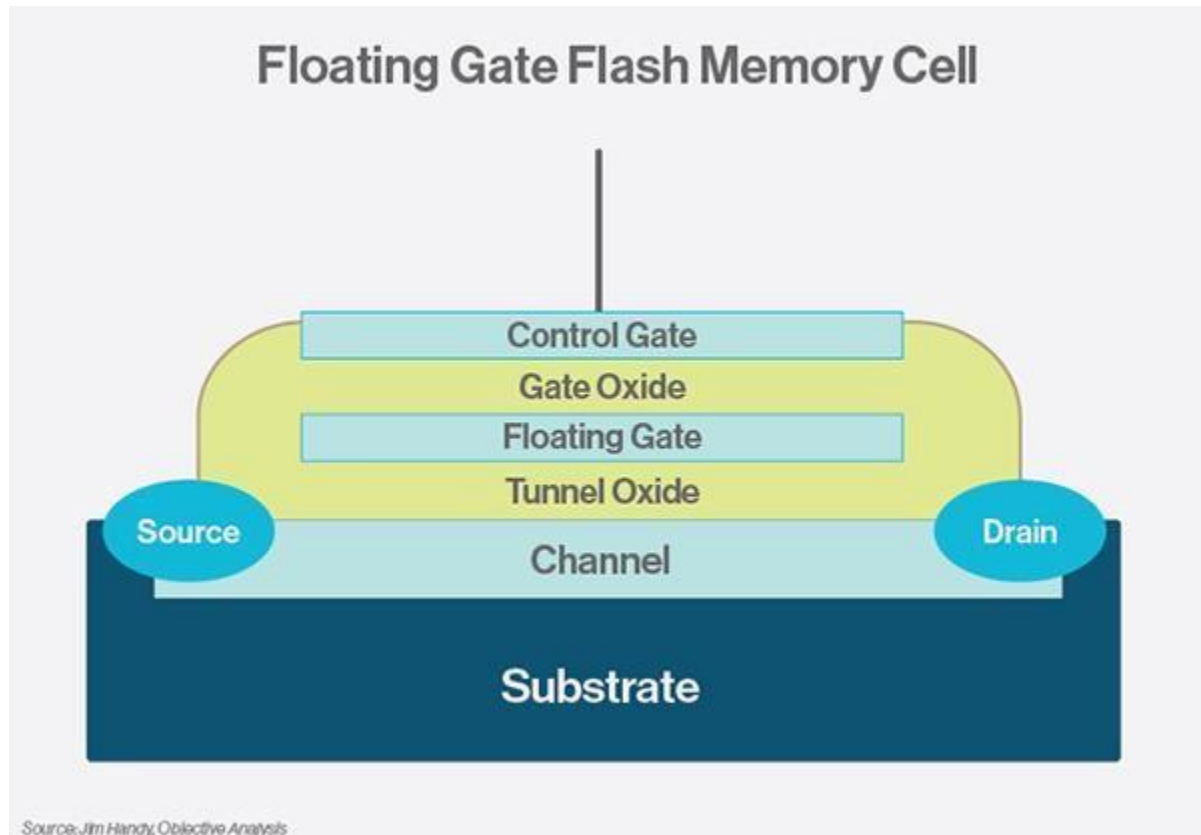 Floating Gate Flash Memory Cell
Control Gate
Gate Oxide
Floating Gate
Tunnel Oxide
Source
Drain
Channel
Substrate
Source: Jim Handy, Objective Analysis